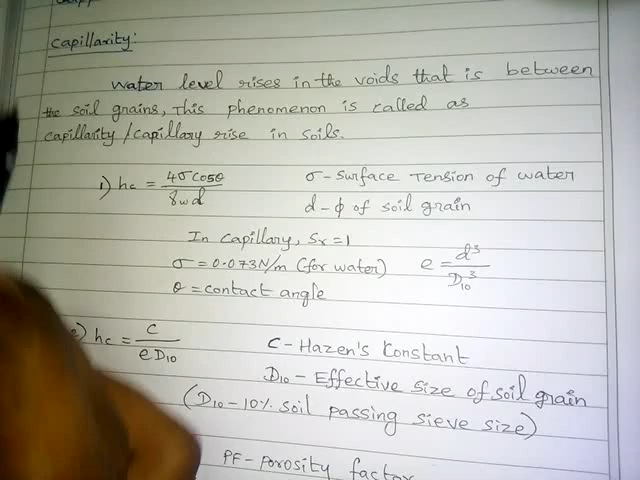 capillarity:
water level rises in the voids that is between
the soil grains, This phenomenon is called as
capillarity/capillary rise in soils.
1) hc = 4σcosθ / γw d    σ - surface Tension of water
d - ϕ of soil grain
In capillary, Sr = 1
σ = 0.073N/m (for water)    e = d³ / D₁₀³
θ = contact angle
2) hc = C / e D₁₀    C - Hazen's Constant
D₁₀ - Effective size of soil grain
(D₁₀ - 10% soil passing sieve size)
PF - Porosity factor